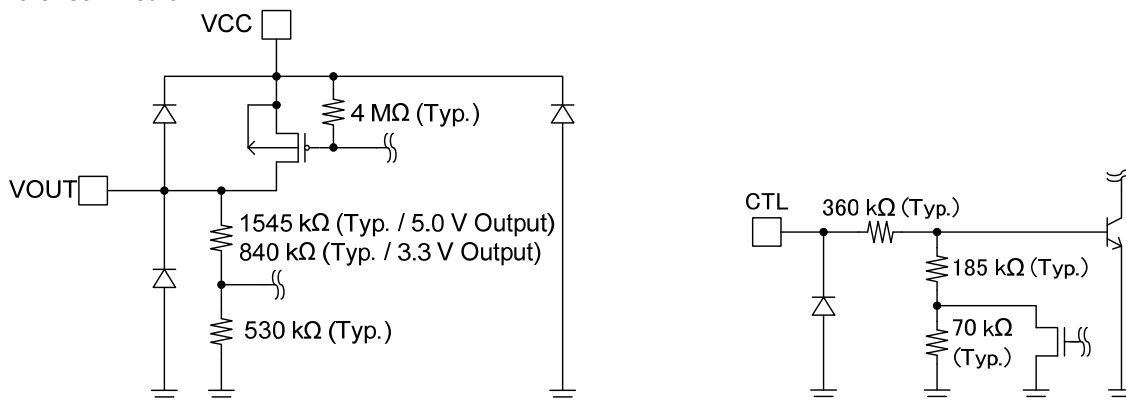 VCC
4 MΩ (Typ.)
VOUT
1545 kΩ (Typ. / 5.0 V Output)
840 kΩ (Typ. / 3.3 V Output)
530 kΩ (Typ.)
CTL
360 kΩ (Typ.)
185 kΩ (Typ.)
70 kΩ
(Typ.)